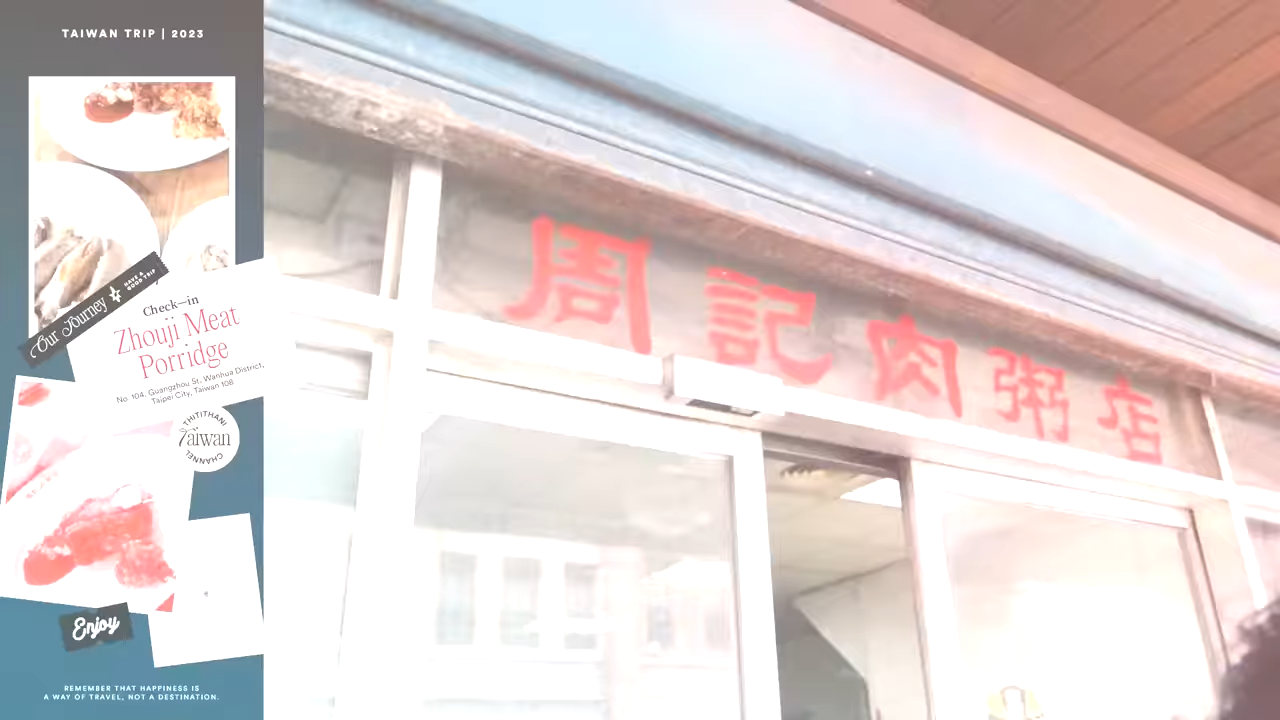 TAIWAN TRIP | 2023
Our Journey
HAVE A
GOOD TRIP
Check—in
Zhouji Meat
Porridge
No 104, Guangzhou St, Wanhua District,
Taipei City, Taiwan 108
THITITHANI
Taiwan
CHANNEL
Enjoy
REMEMBER THAT HAPPINESS IS
A WAY OF TRAVEL, NOT A DESTINATION.
周記肉粥店